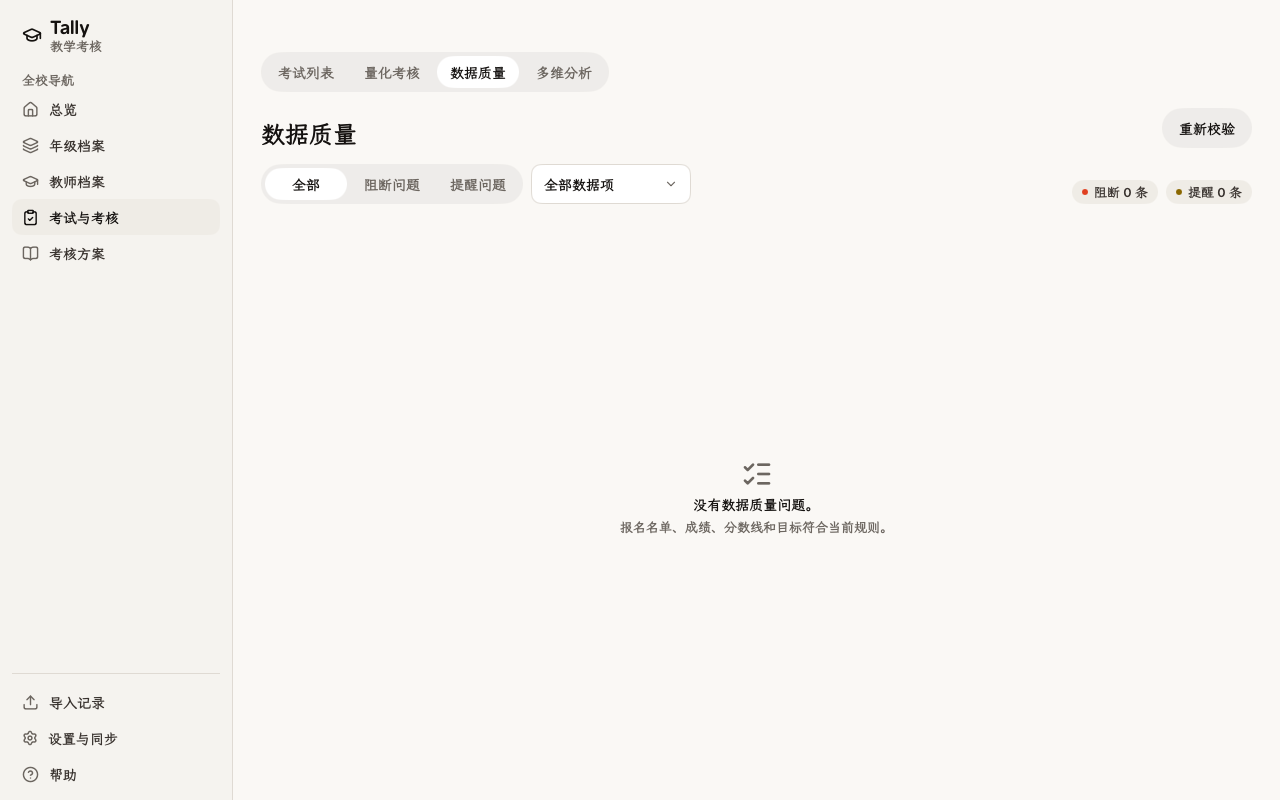 Tally
教学考核
全校导航
总览
年级档案
教师档案
考试与考核
考核方案
导入记录
设置与同步
帮助
考试列表 量化考核 数据质量 多维分析
数据质量
重新校验
全部 阻断问题 提醒问题 全部数据项
阻断 0 条 提醒 0 条
没有数据质量问题。
报名名单、成绩、分数线和目标符合当前规则。